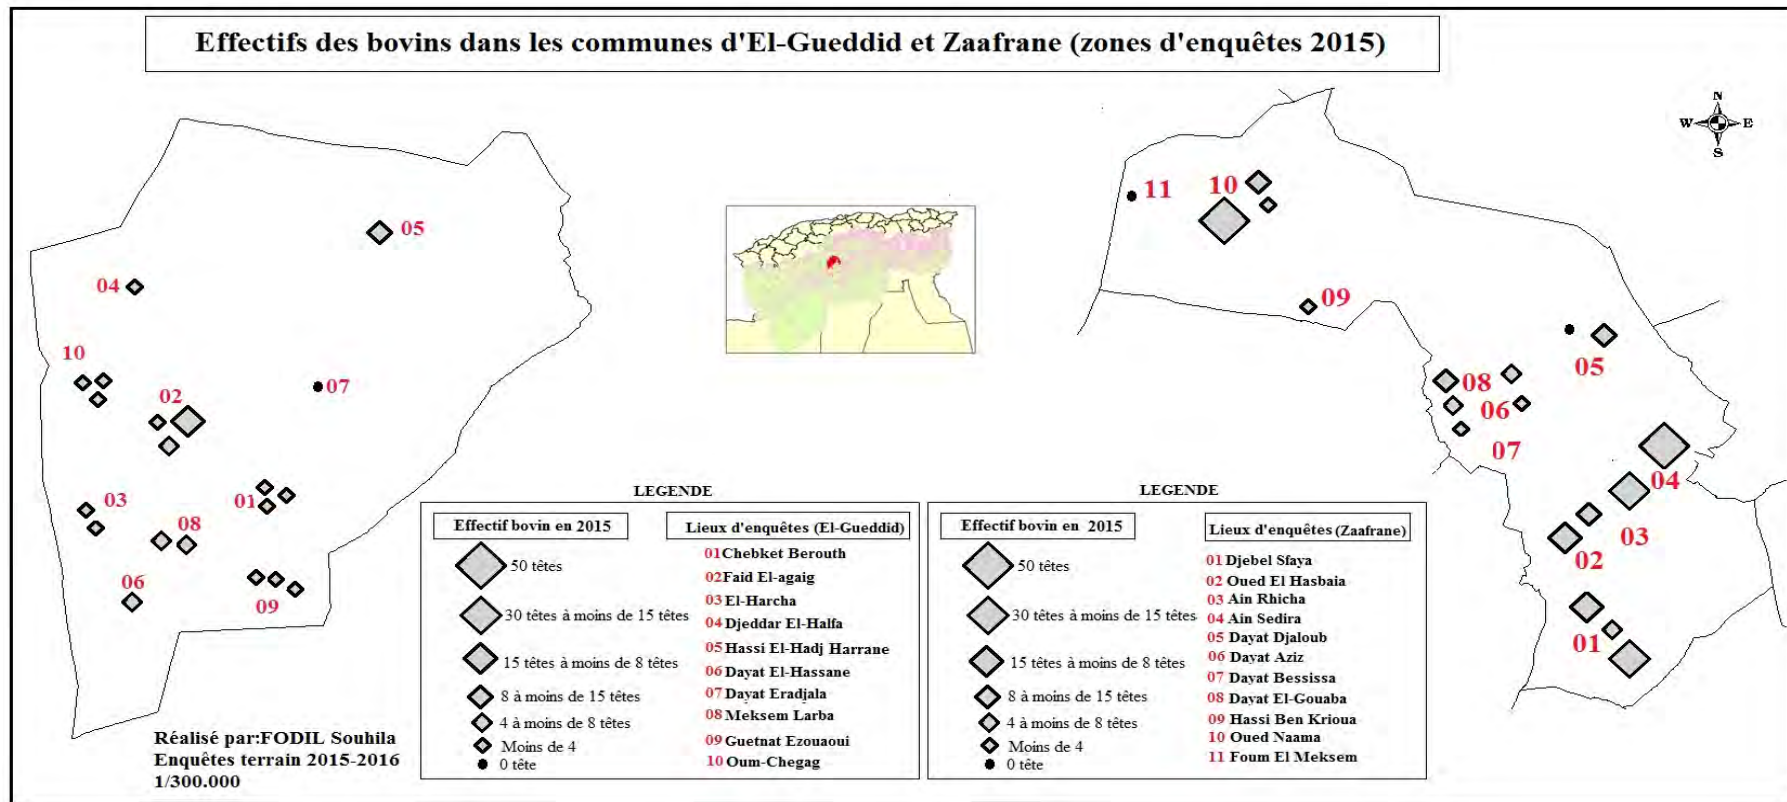 Effectifs des bovins dans les communes d'El-Gueddid et Zaafrane (zones d'enquêtes 2015)
N
W E
S
05
04
10
02
07
03
01
08
06
09
11
10
09
05
08
06
07
04
03
02
01
LEGENDE
Effectif bovin en 2015
50 têtes
30 têtes à moins de 15 têtes
15 têtes à moins de 8 têtes
8 à moins de 15 têtes
4 à moins de 8 têtes
Moins de 4
0 tête
Lieux d'enquêtes (El-Gueddid)
01 Chebket Berouth
02 Faid El-agaig
03 El-Harcha
04 Djeddar El-Halfa
05 Hassi El-Hadj Harrane
06 Dayat El-Hassane
07 Dayat Eradjala
08 Meksem Larba
09 Guetnat Ezouaoui
10 Oum-Chegag
LEGENDE
Effectif bovin en 2015
50 têtes
30 têtes à moins de 15 têtes
15 têtes à moins de 8 têtes
8 à moins de 15 têtes
4 à moins de 8 têtes
Moins de 4
0 tête
Lieux d'enquêtes (Zaafrane)
01 Djebel Sfaya
02 Oued El Hasbaia
03 Ain Rhicha
04 Ain Sedira
05 Dayat Djaloub
06 Dayat Aziz
07 Dayat Bessissa
08 Dayat El-Gouaba
09 Hassi Ben Krioua
10 Oued Naama
11 Foum El Meksem
Réalisé par:FODIL Souhila
Enquêtes terrain 2015-2016
1/300.000